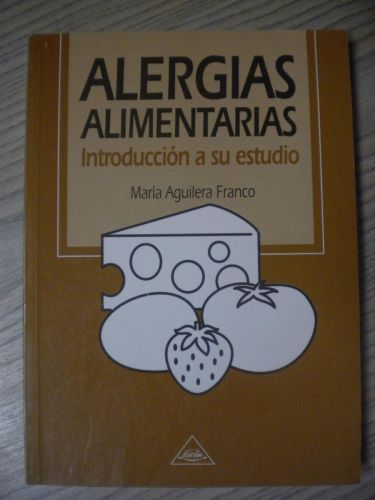 ALERGIAS
ALIMENTARIAS
Introducción a su estudio
María Aguilera Franco